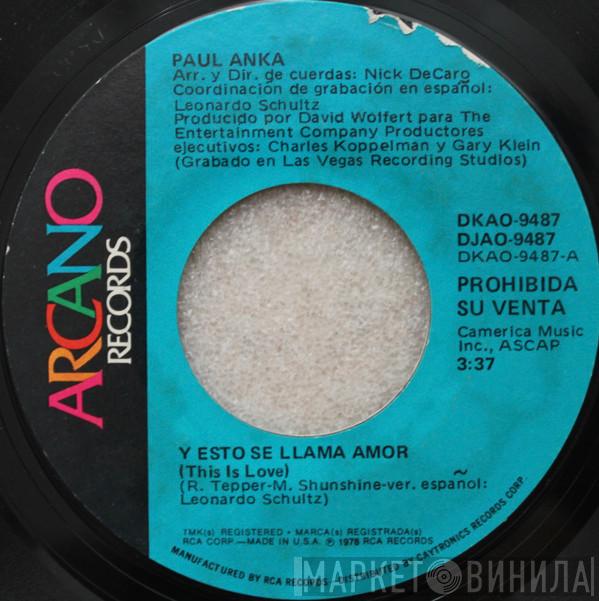 PAUL ANKA
Arr. y Dir. de cuerdas: Nick DeCaro
Coordinación de grabación en español:
Leonardo Schultz
Producido por David Wolfert para The
Entertainment Company Productores
ejecutivos: Charles Koppelman y Gary Klein
(Grabado en Las Vegas Recording Studios)
ARCANO
RECORDS
DKAO-9487
DJAO-9487
DKAO-9487-A
PROHIBIDA
SU VENTA
Camerica Music
Inc., ASCAP
3:37
Y ESTO SE LLAMA AMOR
(This Is Love)
(R. Tepper-M. Shunshine-ver. español:
Leonardo Schultz)
TMK(s) REGISTERED • MARCA(s) REGISTRADA(s)
RCA CORP.—MADE IN U.S.A. ℗ 1978 RCA RECORDS
MANUFACTURED BY RCA RECORDS—DISTRIBUTED BY CAYTRONICS RECORDS CORP.
МАРКЕТ ВИНИЛА